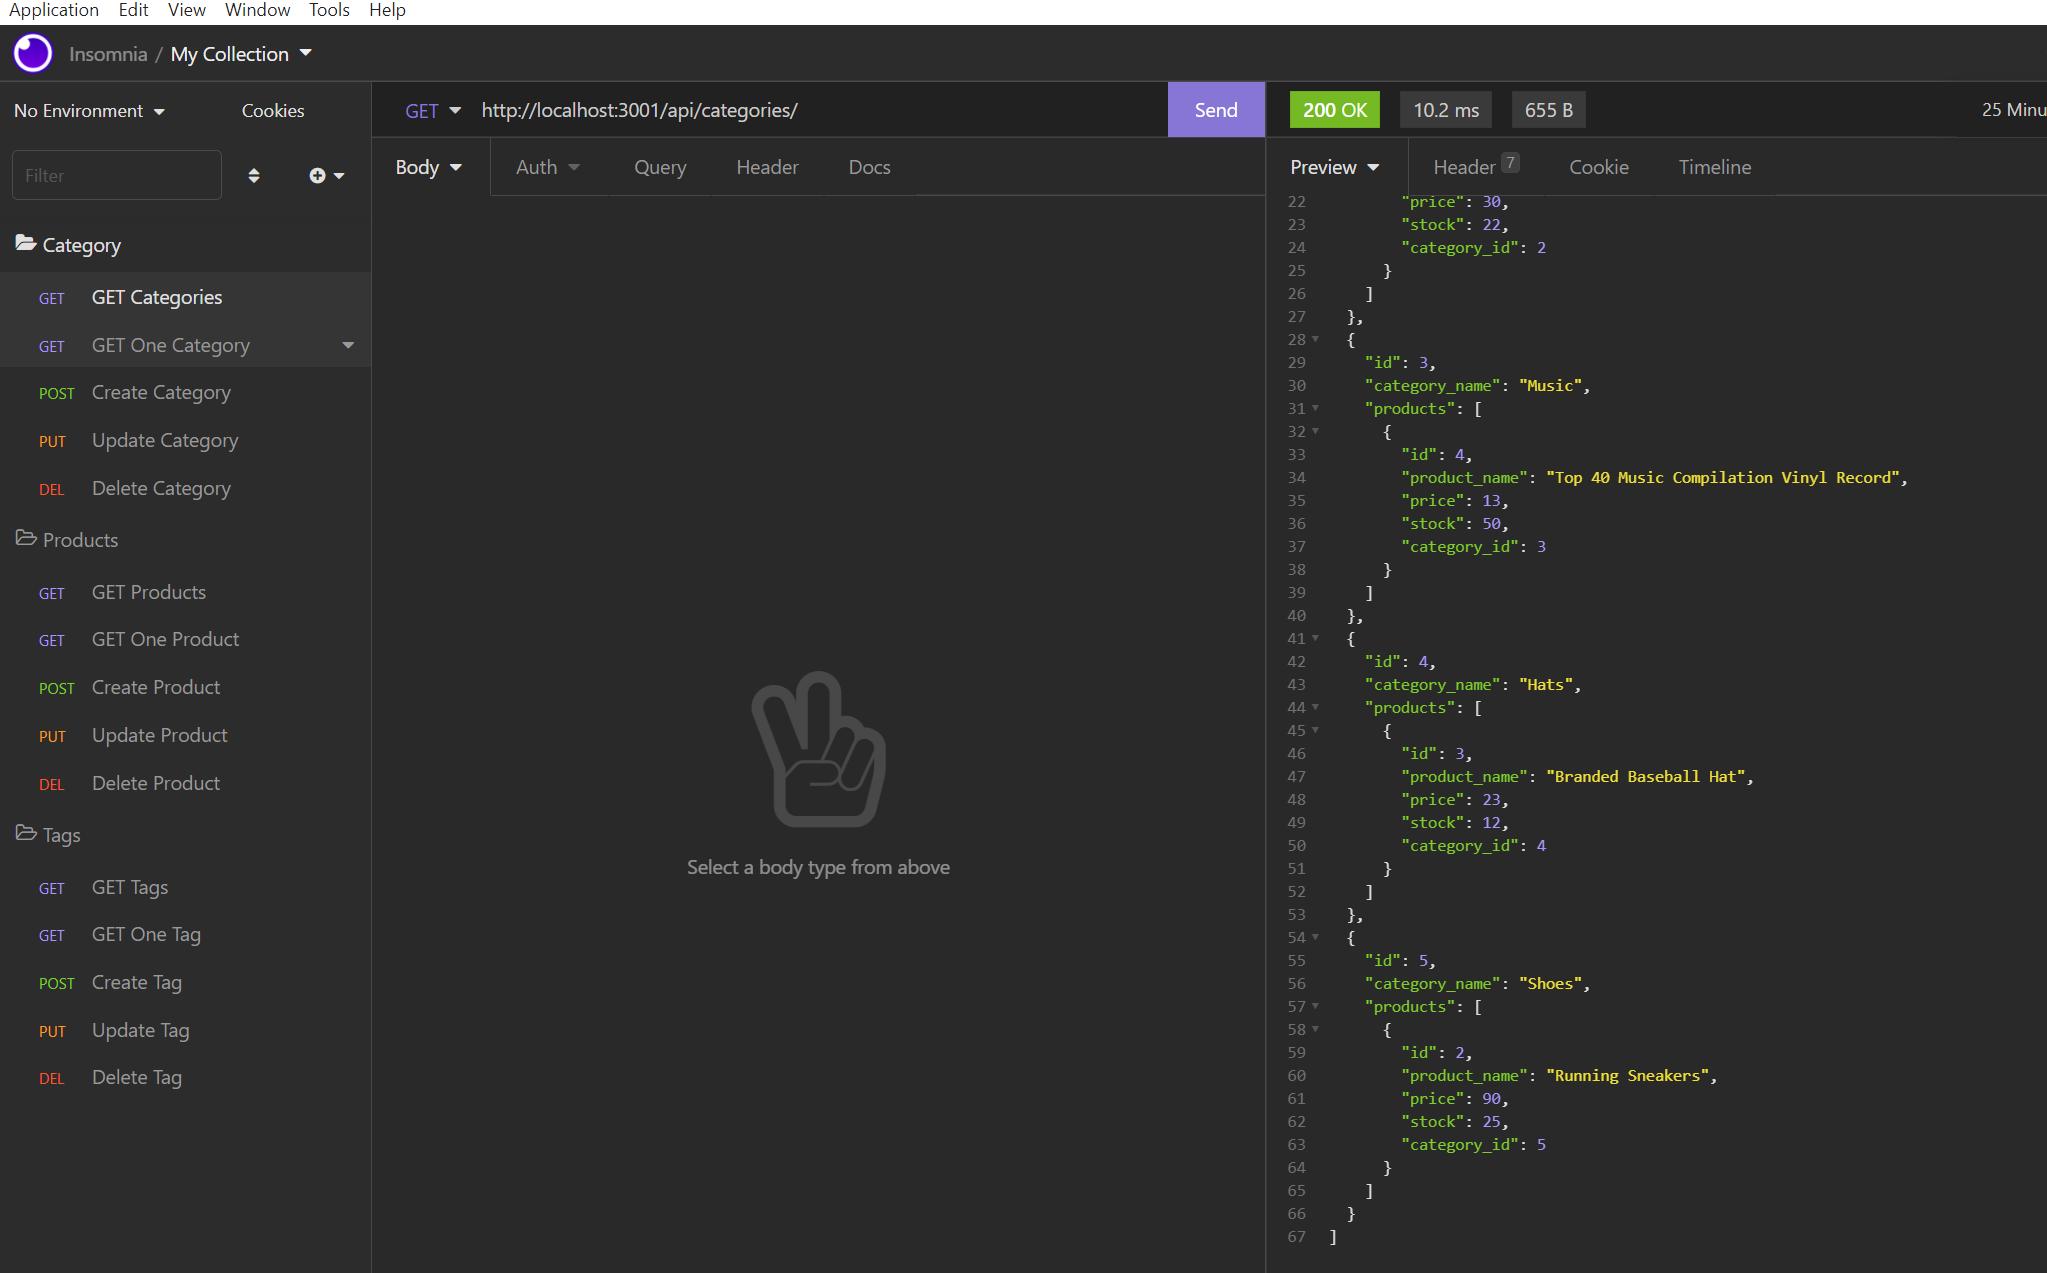 Application Edit View Window Tools Help
Insomnia / My Collection
No Environment Cookies
Filter
Category
GET GET Categories
GET GET One Category
POST Create Category
PUT Update Category
DEL Delete Category
Products
GET GET Products
GET GET One Product
POST Create Product
PUT Update Product
DEL Delete Product
Tags
GET GET Tags
GET GET One Tag
POST Create Tag
PUT Update Tag
DEL Delete Tag
GET http://localhost:3001/api/categories/ Send
Body Auth Query Header Docs
Select a body type from above
200 OK 10.2 ms 655 B 25 Minu
Preview Header 7 Cookie Timeline
22 "price": 30,
23 "stock": 22,
24 "category_id": 2
25 }
26 ]
27 },
28 {
29 "id": 3,
30 "category_name": "Music",
31 "products": [
32 {
33 "id": 4,
34 "product_name": "Top 40 Music Compilation Vinyl Record",
35 "price": 13,
36 "stock": 50,
37 "category_id": 3
38 }
39 ]
40 },
41 {
42 "id": 4,
43 "category_name": "Hats",
44 "products": [
45 {
46 "id": 3,
47 "product_name": "Branded Baseball Hat",
48 "price": 23,
49 "stock": 12,
50 "category_id": 4
51 }
52 ]
53 },
54 {
55 "id": 5,
56 "category_name": "Shoes",
57 "products": [
58 {
59 "id": 2,
60 "product_name": "Running Sneakers",
61 "price": 90,
62 "stock": 25,
63 "category_id": 5
64 }
65 ]
66 }
67 ]